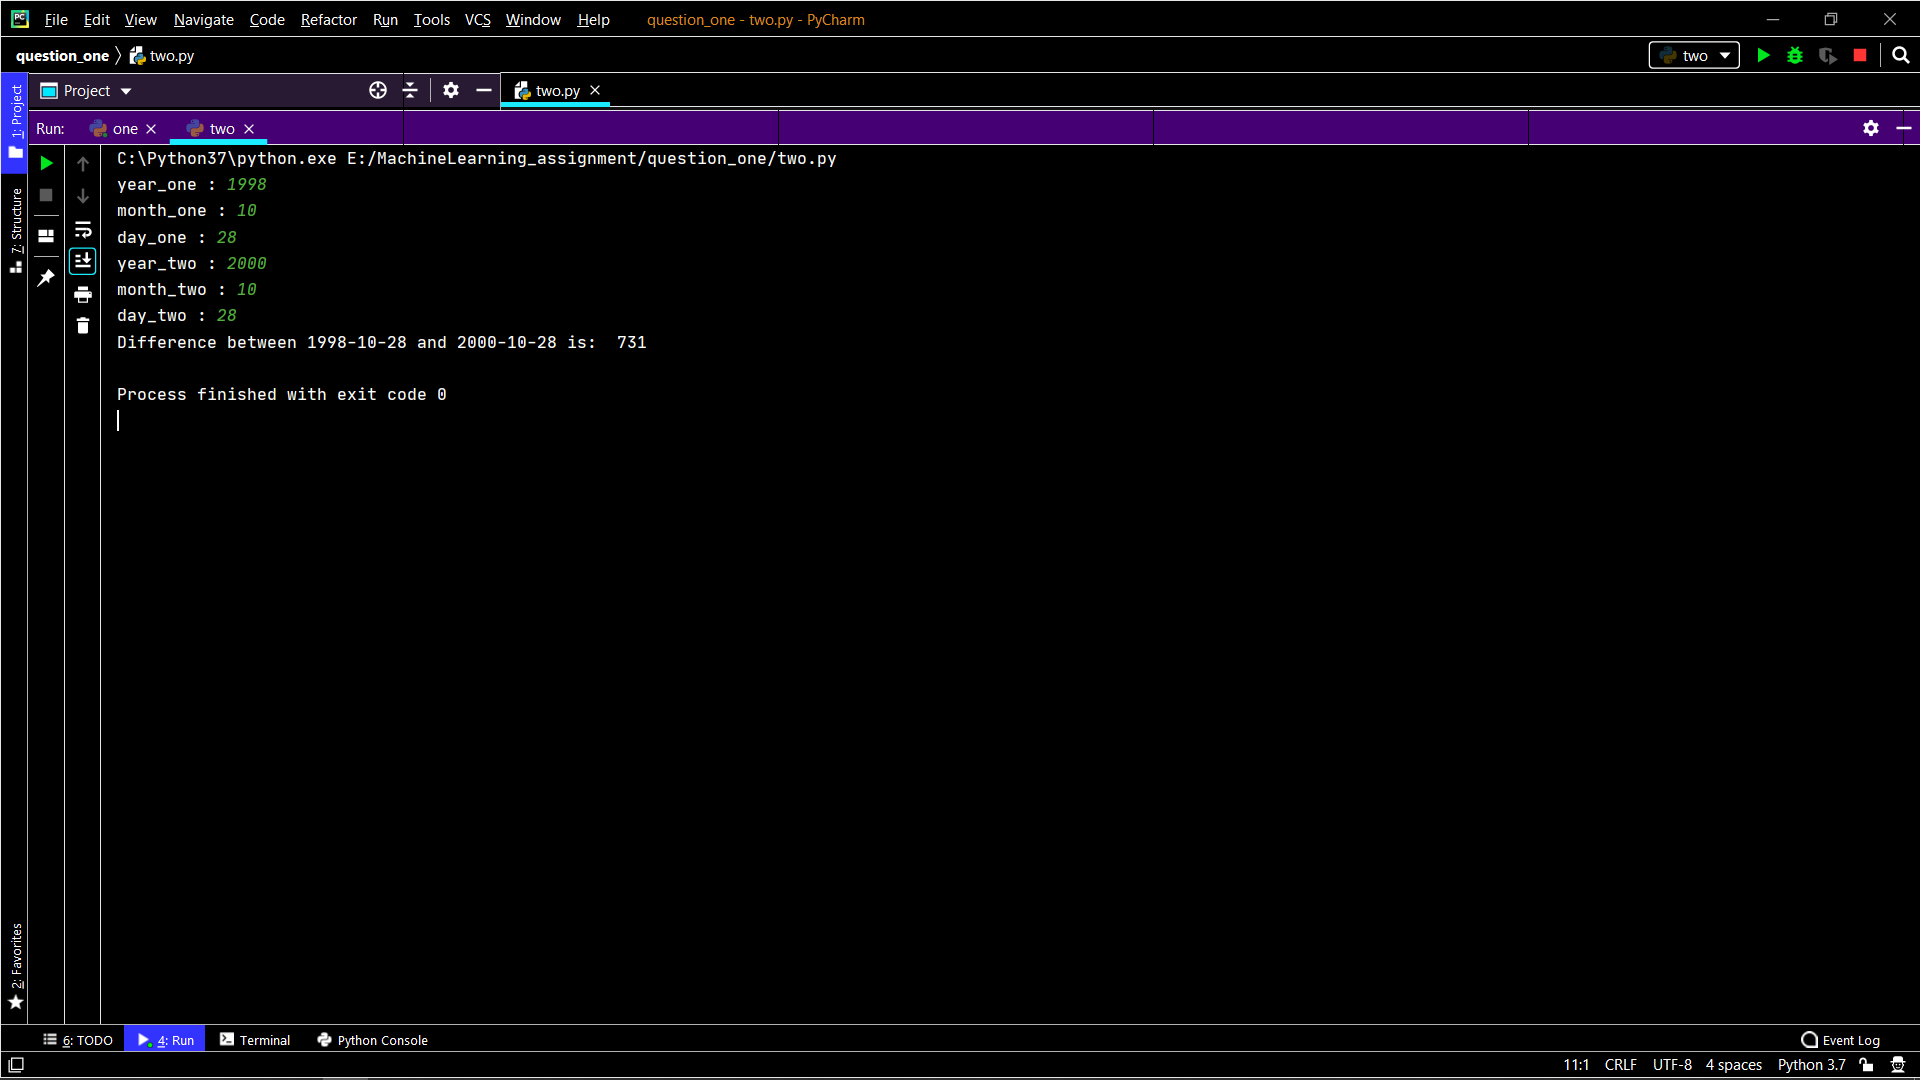 File Edit View Navigate Code Refactor Run Tools VCS Window Help question_one - two.py - PyCharm
question_one two.py two
Project two.py
Run: one two
1: Project
7: Structure
2: Favorites
C:\Python37\python.exe E:/MachineLearning_assignment/question_one/two.py
year_one : 1998
month_one : 10
day_one : 28
year_two : 2000
month_two : 10
day_two : 28
Difference between 1998-10-28 and 2000-10-28 is:  731
Process finished with exit code 0
6: TODO 4: Run Terminal Python Console Event Log
11:1 CRLF UTF-8 4 spaces Python 3.7